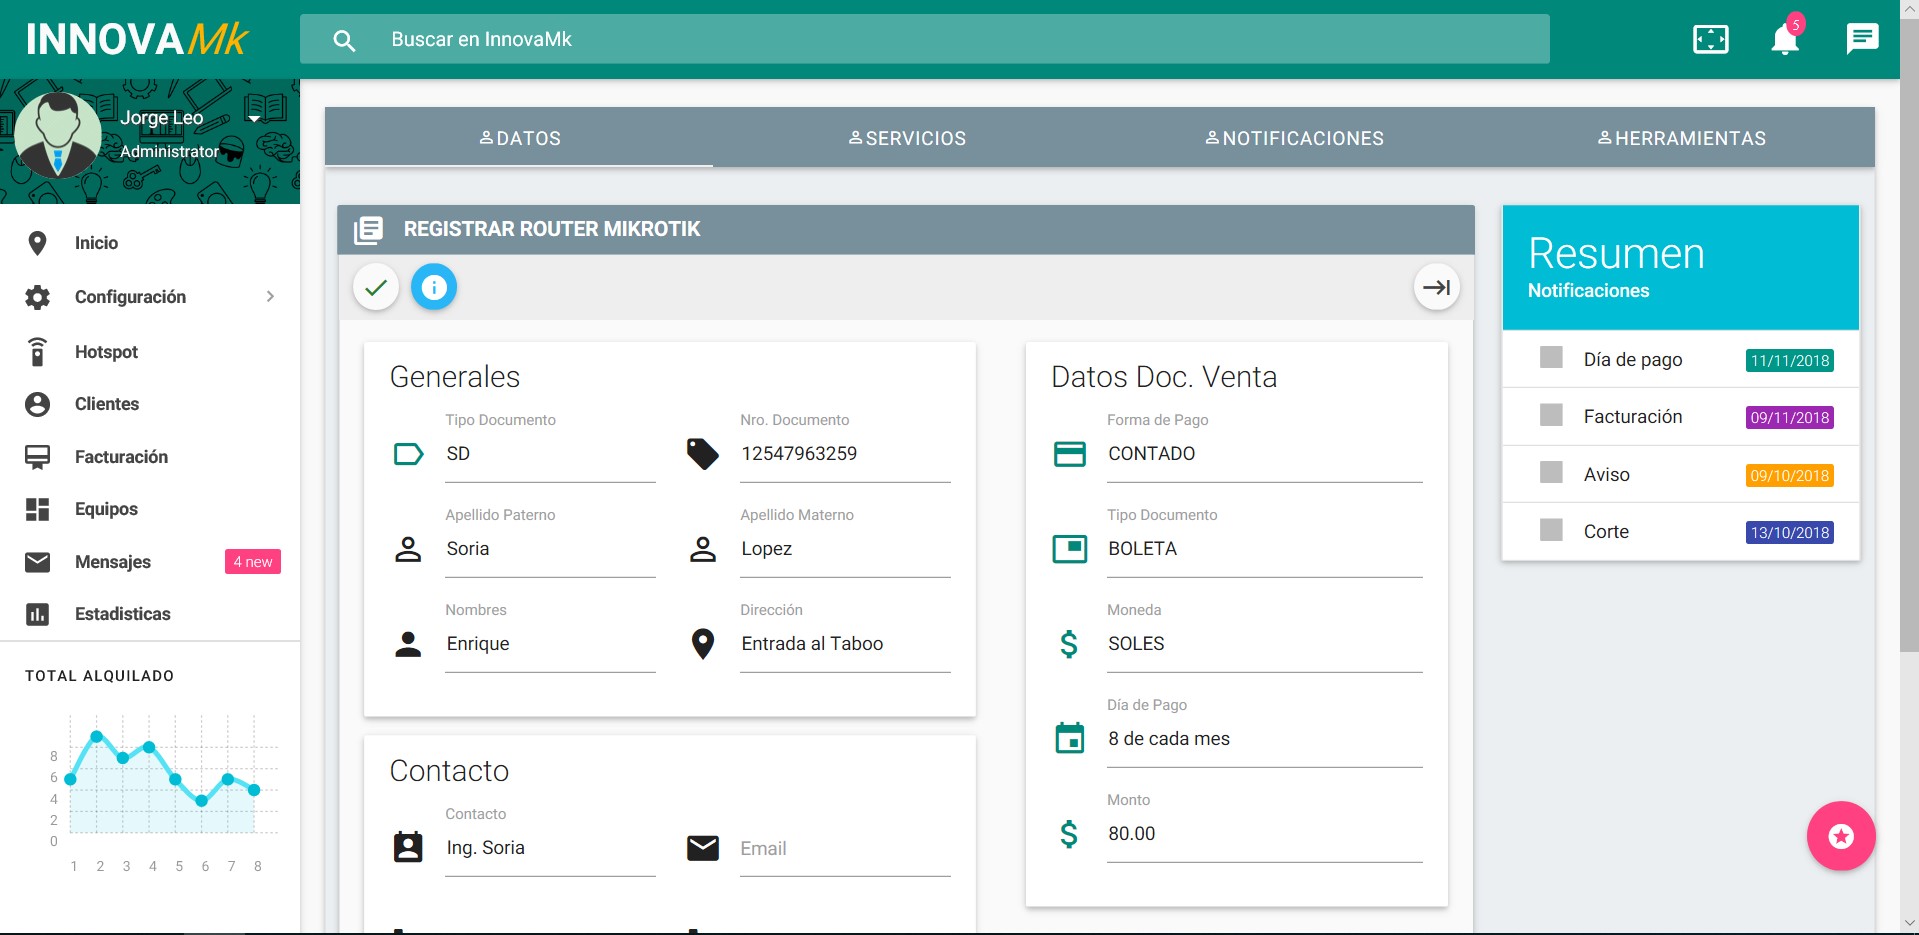 INNOVAMk
Buscar en InnovaMk
5
Jorge Leo
Administrator
Inicio
Configuración
Hotspot
Clientes
Facturación
Equipos
Mensajes 4 new
Estadisticas
TOTAL ALQUILADO
8
6
4
2
0
1 2 3 4 5 6 7 8
DATOS SERVICIOS NOTIFICACIONES HERRAMIENTAS
REGISTRAR ROUTER MIKROTIK
Generales
Tipo Documento Nro. Documento
SD 12547963259
Apellido Paterno Apellido Materno
Soria Lopez
Nombres Dirección
Enrique Entrada al Taboo
Contacto
Contacto
Ing. Soria Email
Datos Doc. Venta
Forma de Pago
CONTADO
Tipo Documento
BOLETA
Moneda
SOLES
Día de Pago
8 de cada mes
Monto
80.00
Resumen
Notificaciones
Día de pago 11/11/2018
Facturación 09/11/2018
Aviso 09/10/2018
Corte 13/10/2018